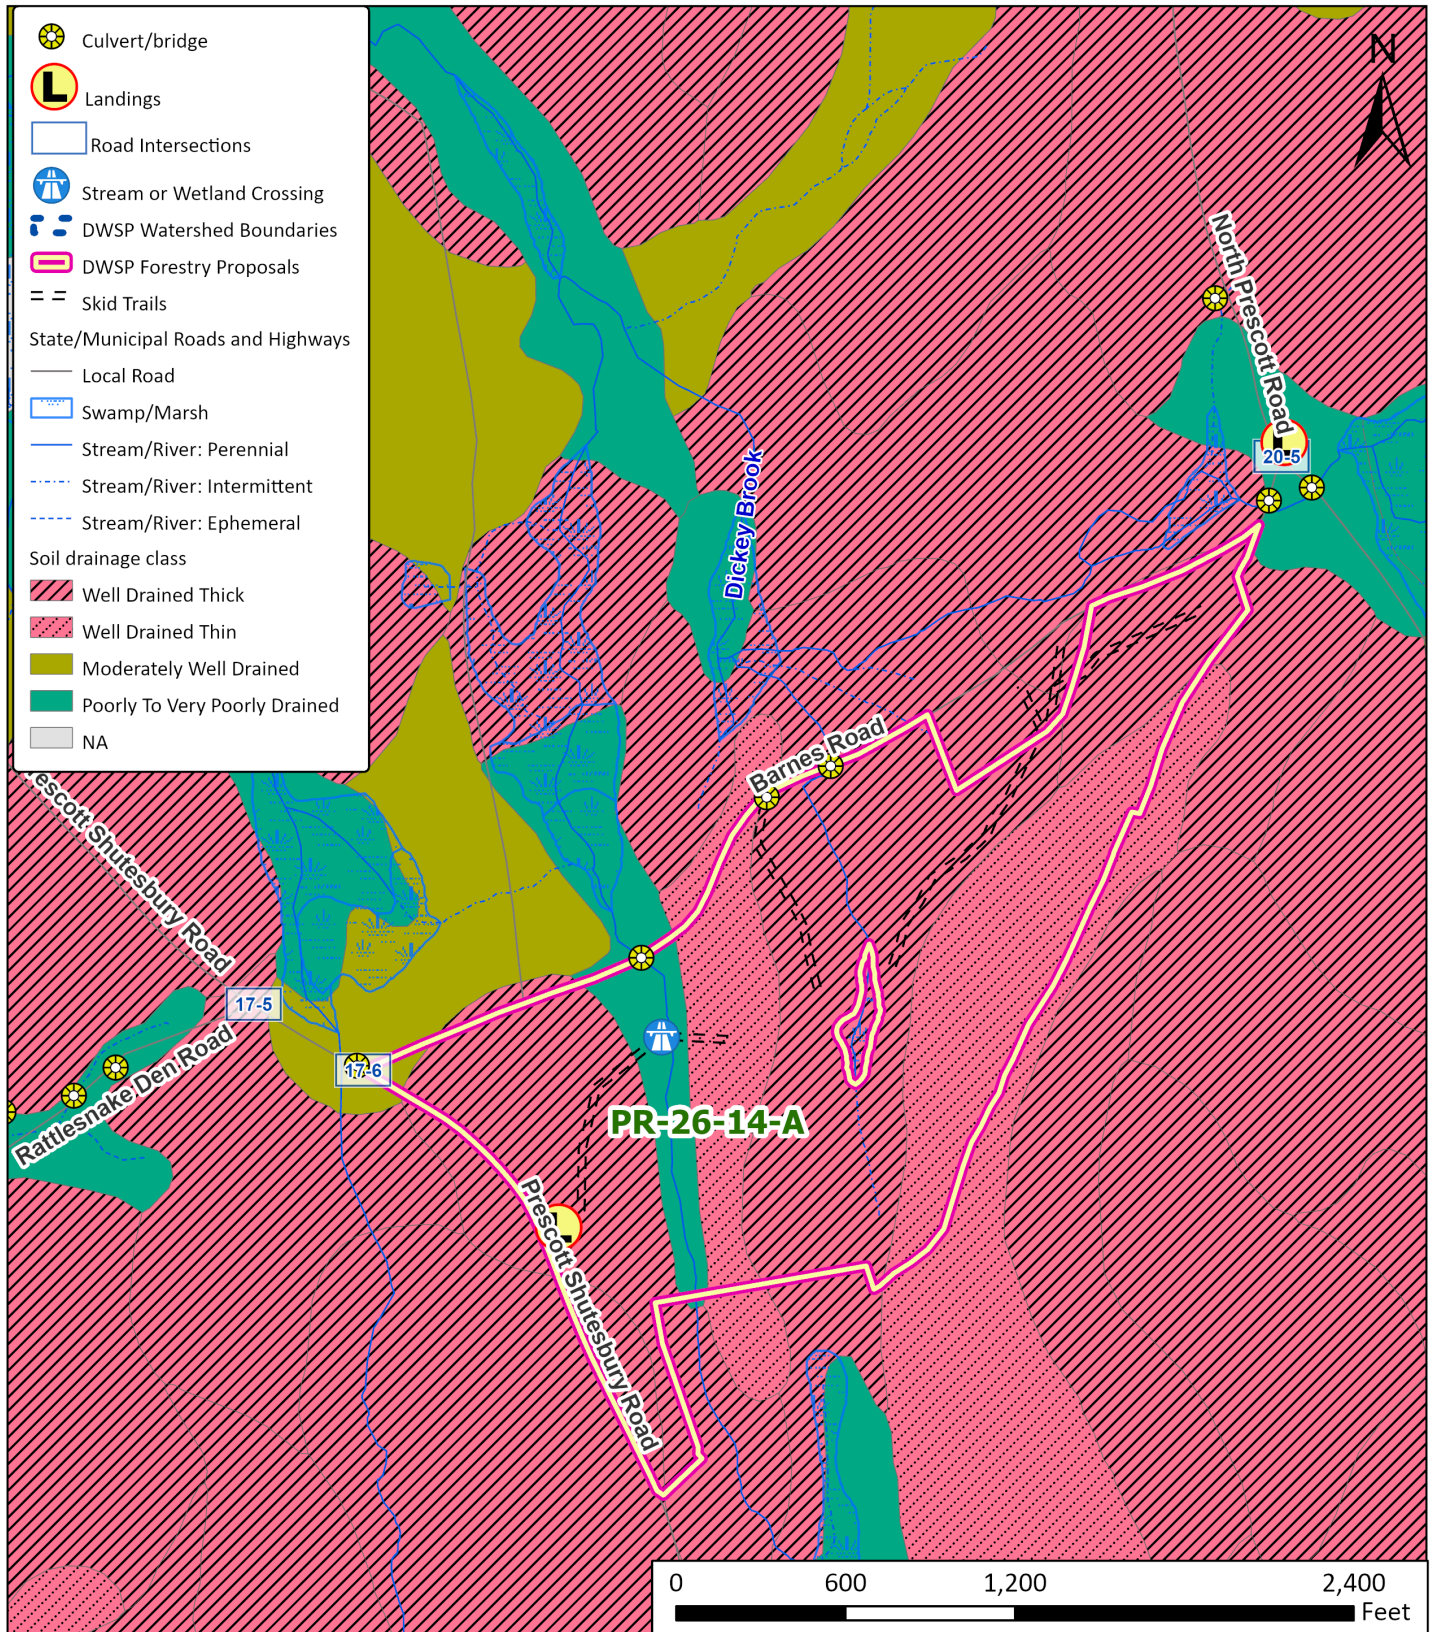 Culvert/bridge
L
Landings
Road Intersections
Stream or Wetland Crossing
DWSP Watershed Boundaries
DWSP Forestry Proposals
Skid Trails
State/Municipal Roads and Highways
Local Road
Swamp/Marsh
Stream/River: Perennial
Stream/River: Intermittent
Stream/River: Ephemeral
Soil drainage class
Well Drained Thick
Well Drained Thin
Moderately Well Drained
Poorly To Very Poorly Drained
NA
N
North Prescott Road
20-5
Dickey Brook
Barnes Road
rescott Shutesbury Road
17-5
Rattlesnake Den Road
17-6
PR-26-14-A
L
Prescott Shutesbury Road
0 600 1,200 2,400
Feet